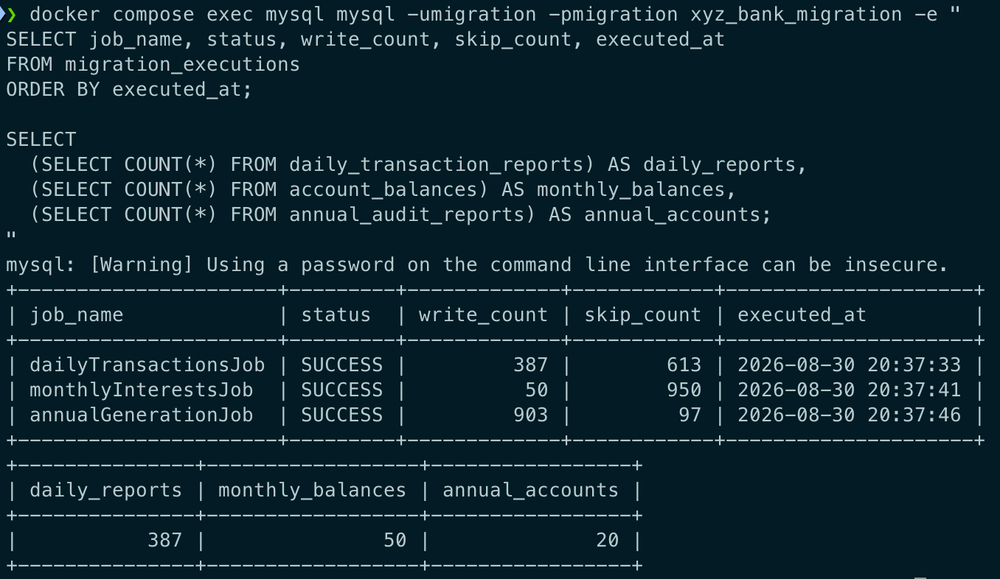 ❯ docker compose exec mysql mysql -umigration -pmigration xyz_bank_migration -e "
SELECT job_name, status, write_count, skip_count, executed_at
FROM migration_executions
ORDER BY executed_at;

SELECT
  (SELECT COUNT(*) FROM daily_transaction_reports) AS daily_reports,
  (SELECT COUNT(*) FROM account_balances) AS monthly_balances,
  (SELECT COUNT(*) FROM annual_audit_reports) AS annual_accounts;
"
mysql: [Warning] Using a password on the command line interface can be insecure.
+----------------------+---------+-------------+------------+---------------------+
| job_name             | status  | write_count | skip_count | executed_at         |
+----------------------+---------+-------------+------------+---------------------+
| dailyTransactionsJob | SUCCESS |         387 |        613 | 2026-08-30 20:37:33 |
| monthlyInterestsJob  | SUCCESS |          50 |        950 | 2026-08-30 20:37:41 |
| annualGenerationJob  | SUCCESS |         903 |         97 | 2026-08-30 20:37:46 |
+----------------------+---------+-------------+------------+---------------------+
+---------------+------------------+-----------------+
| daily_reports | monthly_balances | annual_accounts |
+---------------+------------------+-----------------+
|           387 |               50 |              20 |
+---------------+------------------+-----------------+